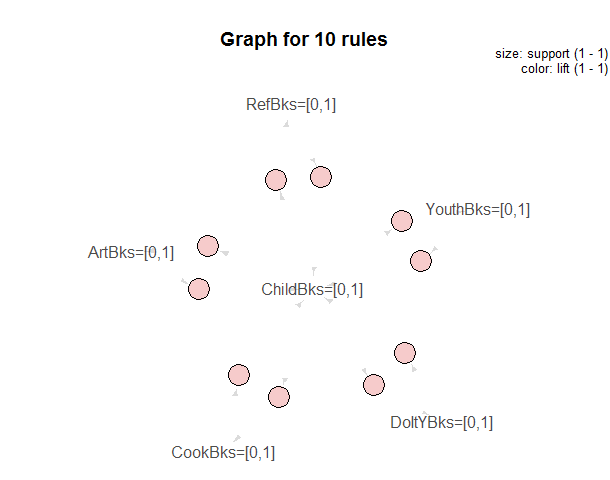 Graph for 10 rules
size: support (1 - 1)
color: lift (1 - 1)
RefBks=[0,1]
YouthBks=[0,1]
ArtBks=[0,1]
ChildBks=[0,1]
DoItYBks=[0,1]
CookBks=[0,1]